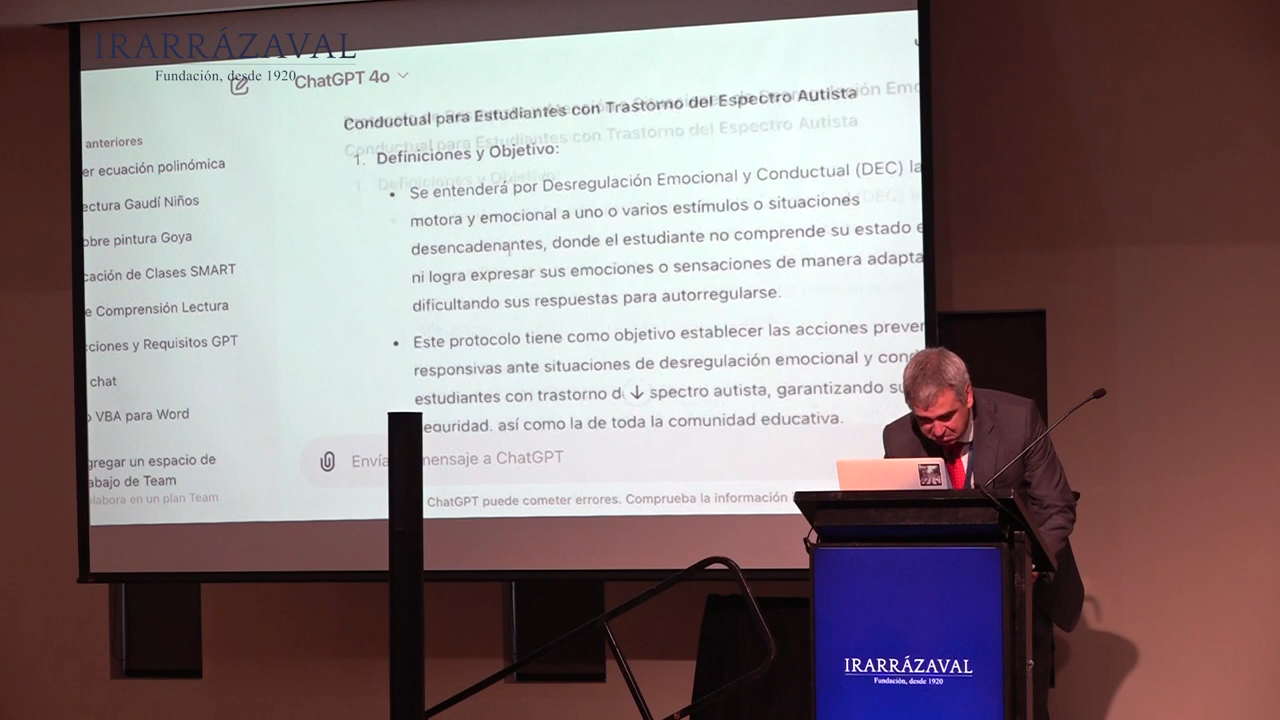 IRARRÁZAVAL
Fundación, desde 1920
ChatGPT 4o
anteriores
er ecuación polinómica
ectura Gaudí Niños
obre pintura Goya
cación de Clases SMART
e Comprensión Lectura
cciones y Requisitos GPT
chat
o VBA para Word
gregar un espacio de
abajo de Team
elabora en un plan Team
Conductual para Estudiantes con Trastorno del Espectro Autista
1. Definiciones y Objetivo:
• Se entenderá por Desregulación Emocional y Conductual (DEC) la
motora y emocional a uno o varios estímulos o situaciones
desencadenantes, donde el estudiante no comprende su estado e
ni logra expresar sus emociones o sensaciones de manera adapta
dificultando sus respuestas para autorregularse.
• Este protocolo tiene como objetivo establecer las acciones preven
responsivas ante situaciones de desregulación emocional y cond
estudiantes con trastorno d spectro autista, garantizando su
seguridad, así como la de toda la comunidad educativa.
Envía mensaje a ChatGPT
ChatGPT puede cometer errores. Comprueba la información
IRARRÁZAVAL
Fundación, desde 1920